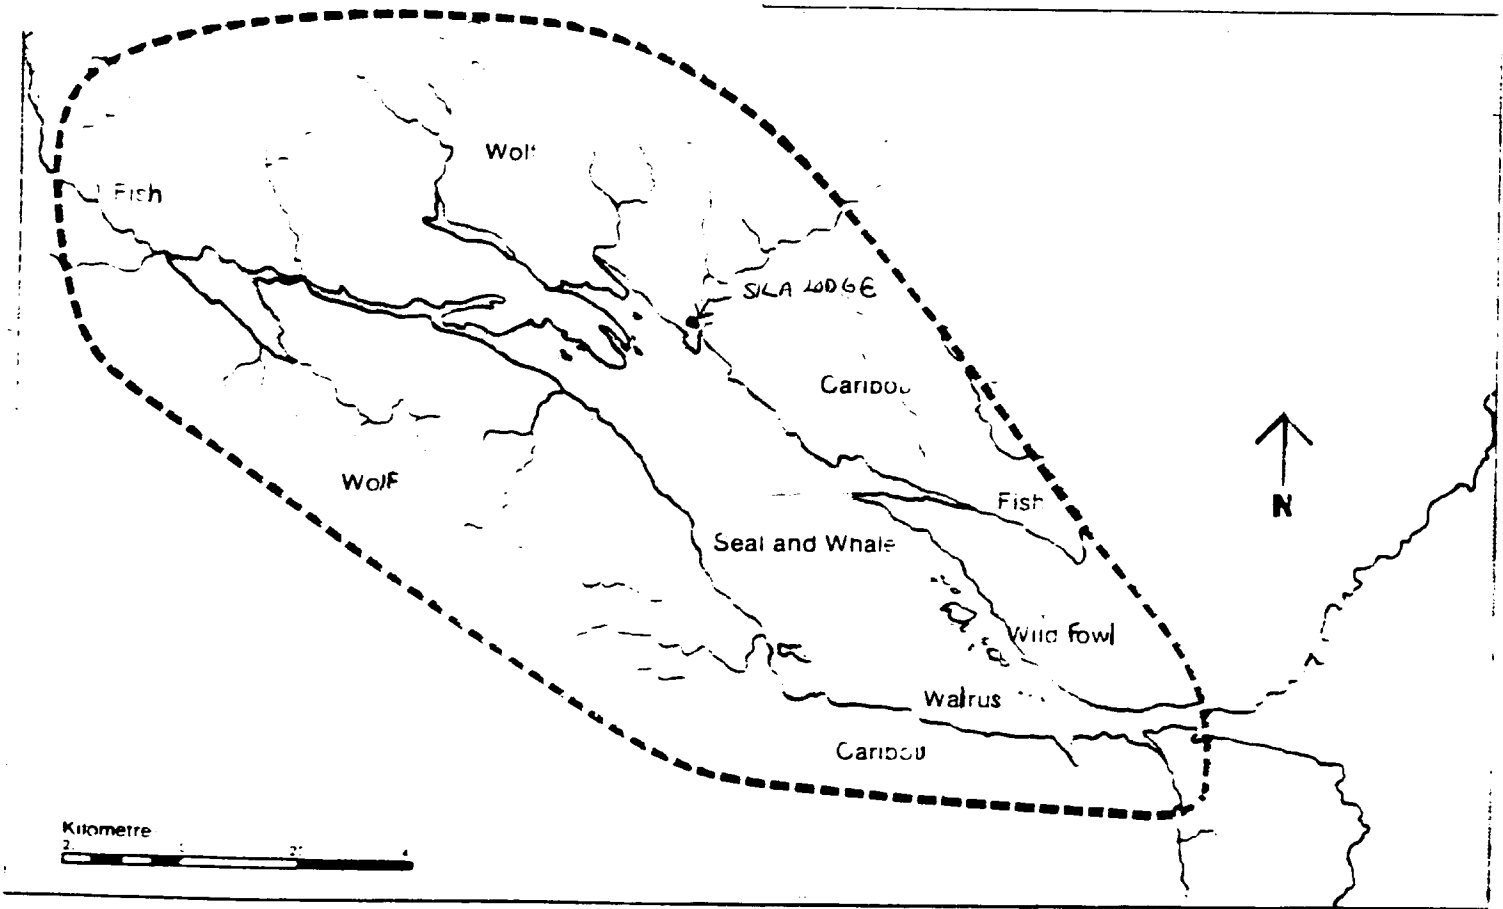 Wolf
Fish
SILA LODGE
Caribou
Wolf
Fish
N
Seal and Whale
Wild Fowl
Walrus
Caribou
Kilometre